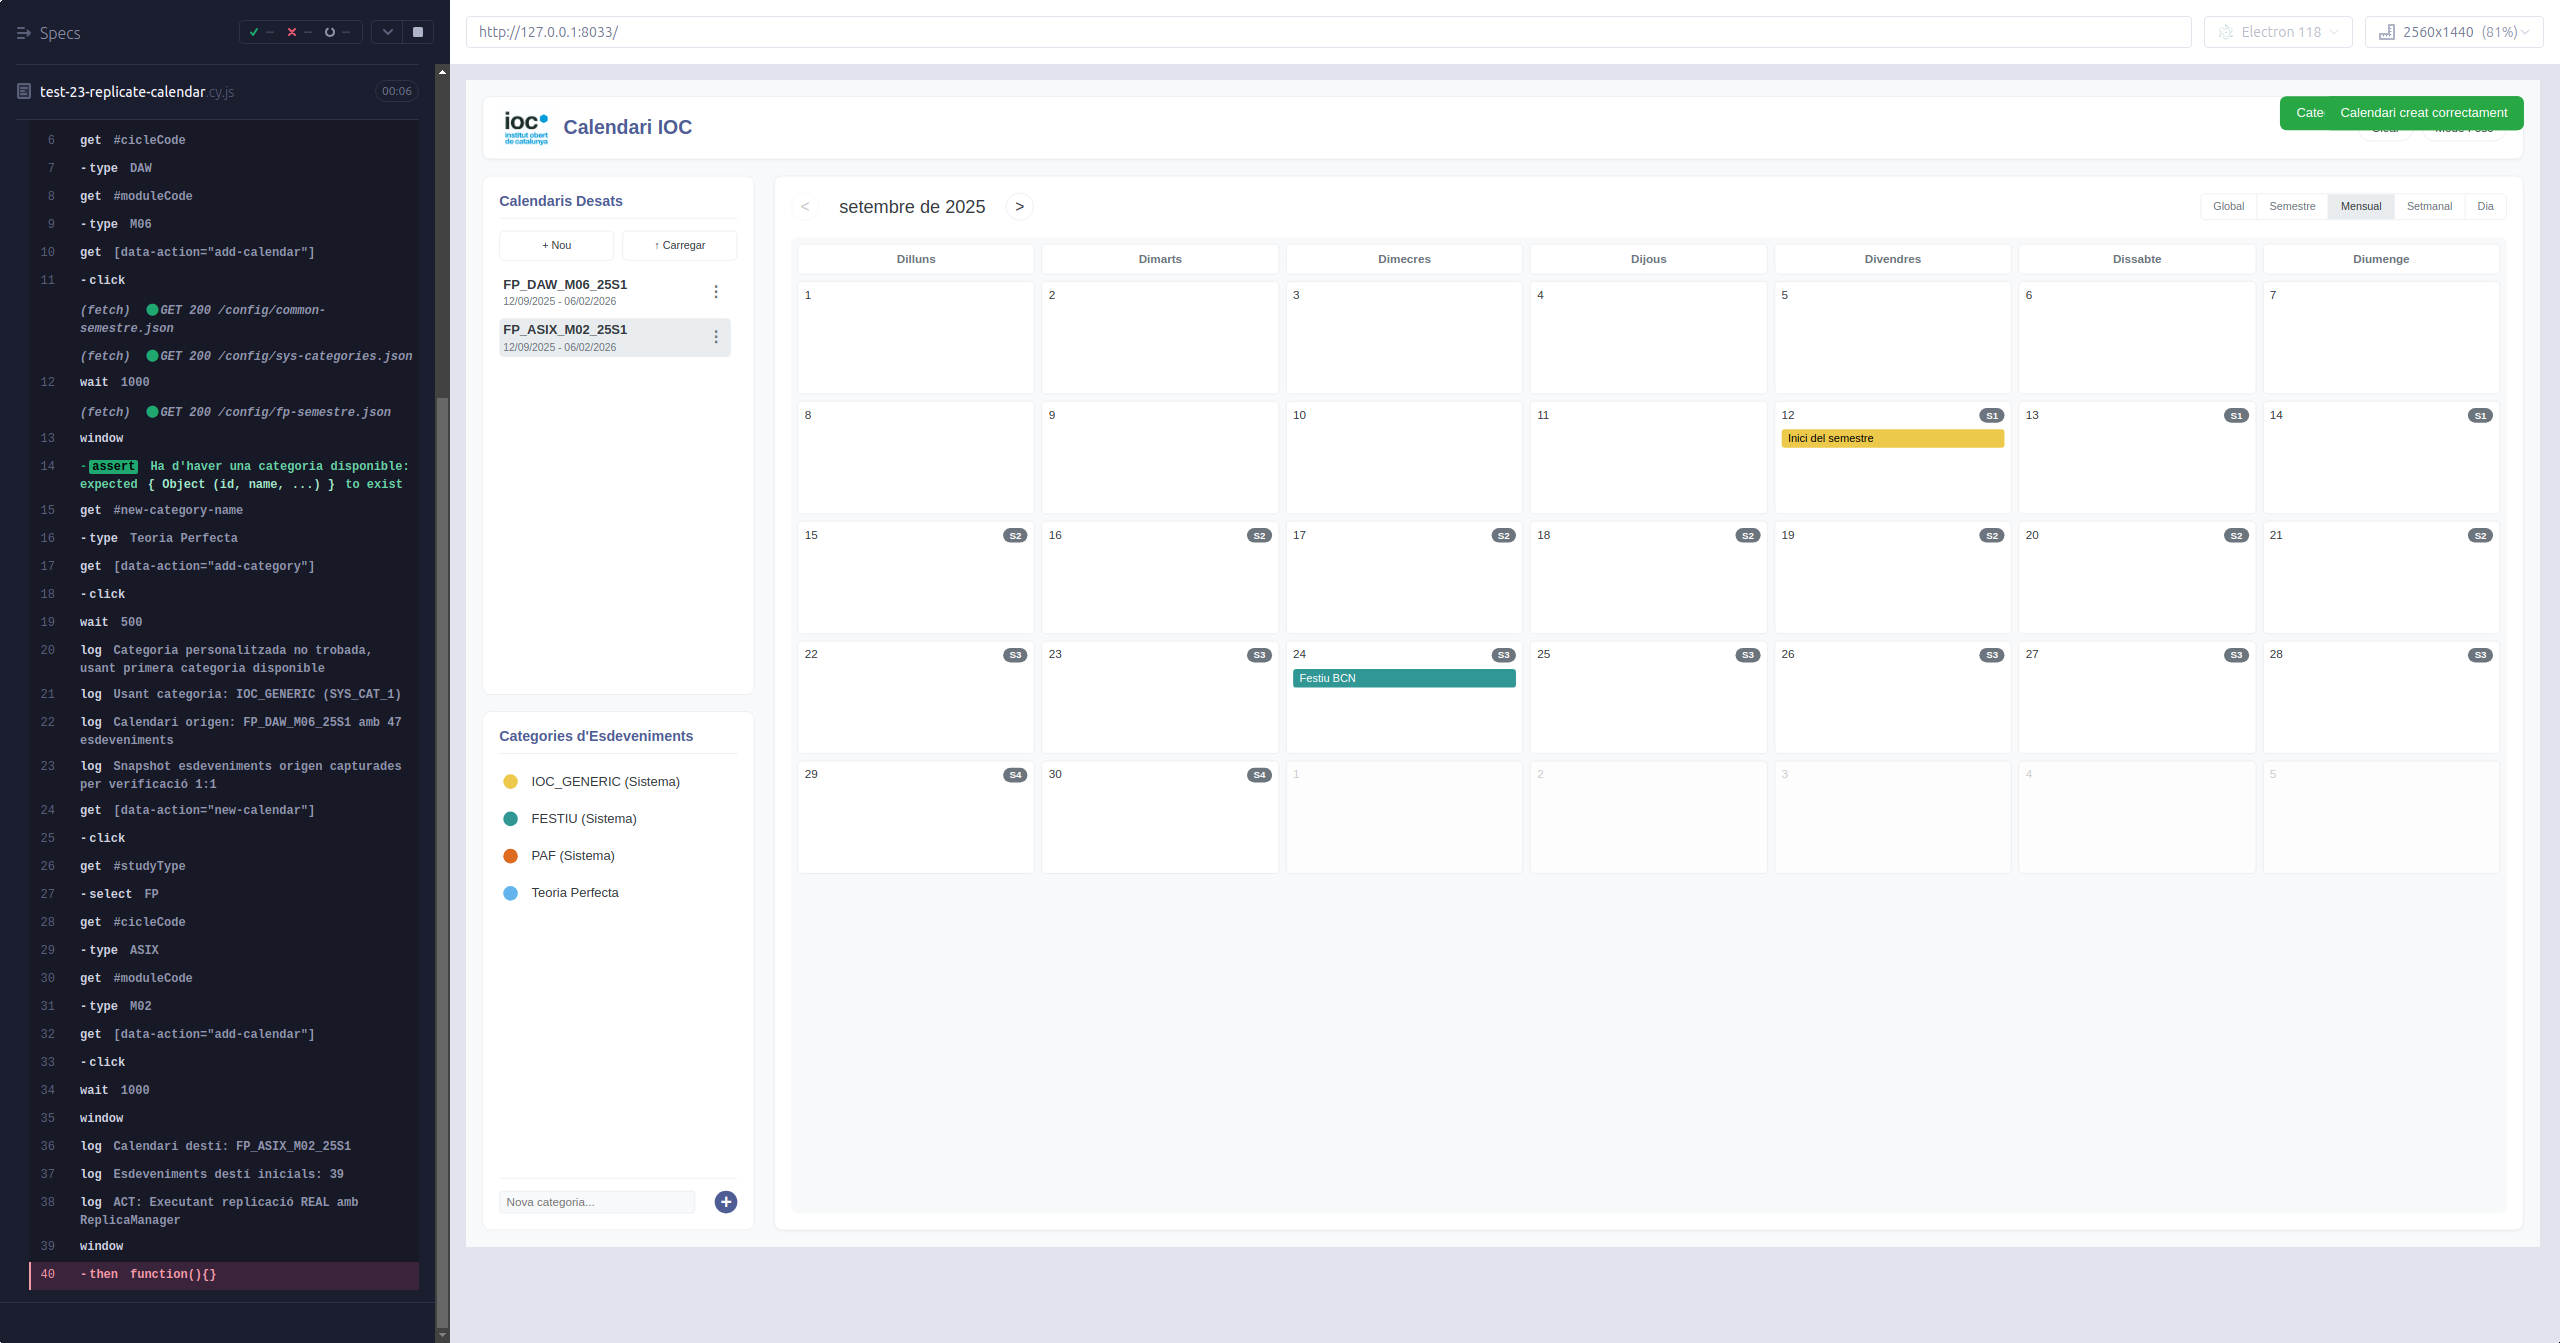 Specs
-- -- --
test-23-replicate-calendar.cy.js 00:06
6 get #cicleCode
7 -type DAW
8 get #moduleCode
9 -type M06
10 get [data-action="add-calendar"]
11 -click
(fetch) GET 200 /config/common-
semestre.json
(fetch) GET 200 /config/sys-categories.json
12 wait 1000
(fetch) GET 200 /config/fp-semestre.json
13 window
14 -assert Ha d'haver una categoria disponible:
expected { Object (id, name, ...) } to exist
15 get #new-category-name
16 -type Teoria Perfecta
17 get [data-action="add-category"]
18 -click
19 wait 500
20 log Categoria personalitzada no trobada,
usant primera categoria disponible
21 log Usant categoria: IOC_GENERIC (SYS_CAT_1)
22 log Calendari origen: FP_DAW_M06_25S1 amb 47
esdeveniments
23 log Snapshot esdeveniments origen capturades
per verificació 1:1
24 get [data-action="new-calendar"]
25 -click
26 get #studyType
27 -select FP
28 get #cicleCode
29 -type ASIX
30 get #moduleCode
31 -type M02
32 get [data-action="add-calendar"]
33 -click
34 wait 1000
35 window
36 log Calendari destí: FP_ASIX_M02_25S1
37 log Esdeveniments destí inicials: 39
38 log ACT: Executant replicació REAL amb
ReplicaManager
39 window
40 -then function(){}
http://127.0.0.1:8033/
Electron 118
2560x1440 (81%)
ioc
institut obert
de catalunya
Calendari IOC
Cate
Calendari creat correctament
Calendaris Desats
+ Nou
↑ Carregar
FP_DAW_M06_25S1
12/09/2025 - 06/02/2026
FP_ASIX_M02_25S1
12/09/2025 - 06/02/2026
Categories d'Esdeveniments
IOC_GENERIC (Sistema)
FESTIU (Sistema)
PAF (Sistema)
Teoria Perfecta
Nova categoria...
+
< setembre de 2025 >
Global Semestre Mensual Setmanal Dia
Dilluns Dimarts Dimecres Dijous Divendres Dissabte Diumenge
1 2 3 4 5 6 7
8 9 10 11 12 S1 13 S1 14 S1
Inici del semestre
15 S2 16 S2 17 S2 18 S2 19 S2 20 S2 21 S2
22 S3 23 S3 24 S3 25 S3 26 S3 27 S3 28 S3
Festiu BCN
29 S4 30 S4 1 2 3 4 5